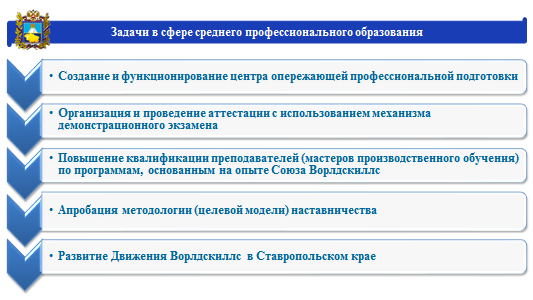 Задачи в сфере среднего профессионального образования
• Создание и функционирование центра опережающей профессиональной подготовки
• Организация и проведение аттестации с использованием механизма
демонстрационного экзамена
• Повышение квалификации преподавателей (мастеров производственного обучения)
по программам, основанным на опыте Союза Ворлдскиллс
• Апробация методологии (целевой модели) наставничества
• Развитие Движения Ворлдскиллс в Ставропольском крае